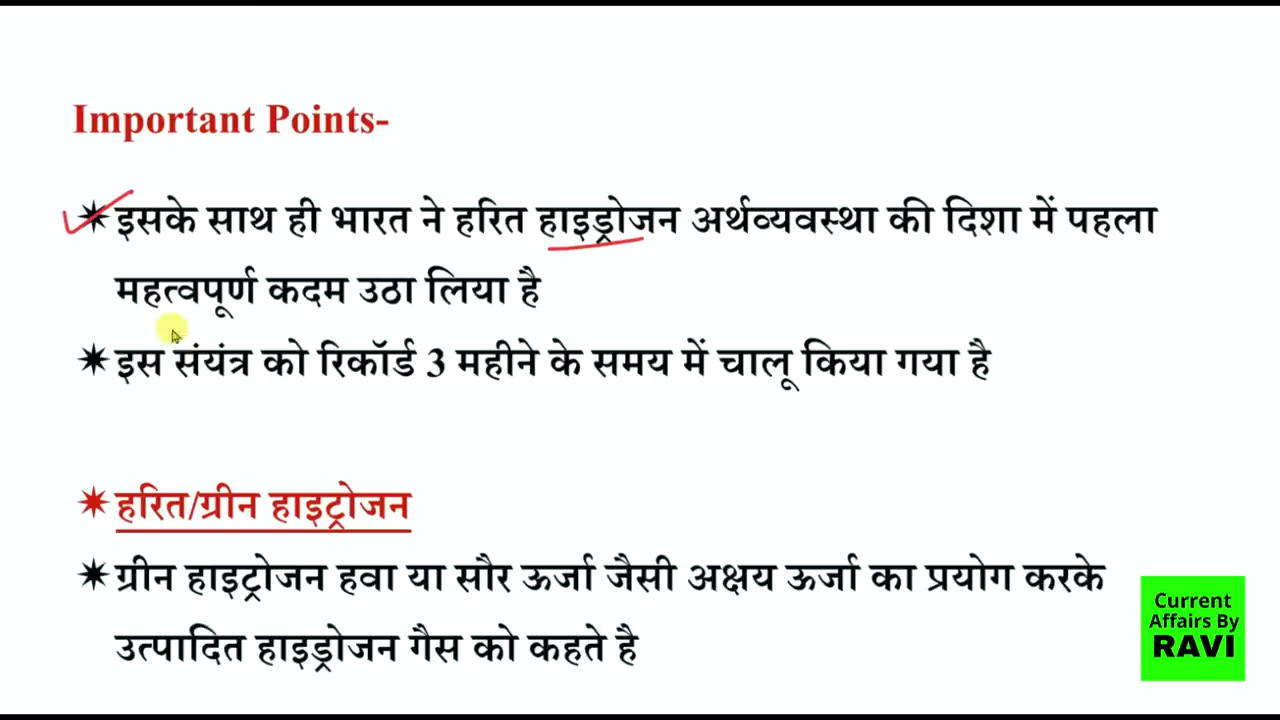 Important Points-
इसके साथ ही भारत ने हरित हाइड्रोजन अर्थव्यवस्था की दिशा में पहला
महत्वपूर्ण कदम उठा लिया है
इस संयंत्र को रिकॉर्ड 3 महीने के समय में चालू किया गया है
हरित/ग्रीन हाइट्रोजन
ग्रीन हाइट्रोजन हवा या सौर ऊर्जा जैसी अक्षय ऊर्जा का प्रयोग करके
उत्पादित हाइड्रोजन गैस को कहते है
Current
Affairs By
RAVI